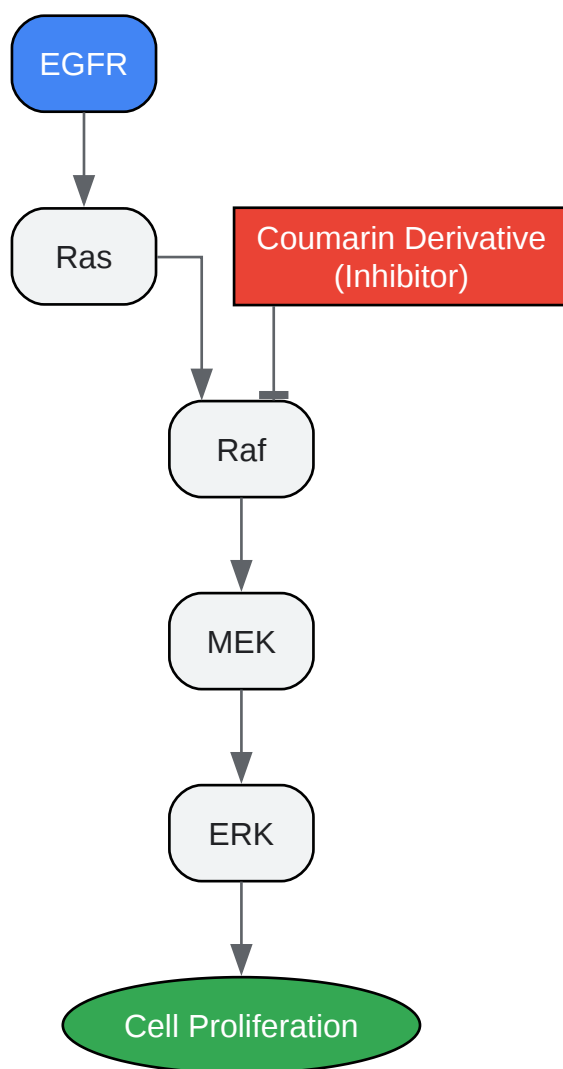 EGFR
Ras
Coumarin Derivative
(Inhibitor)
Raf
MEK
ERK
Cell Proliferation